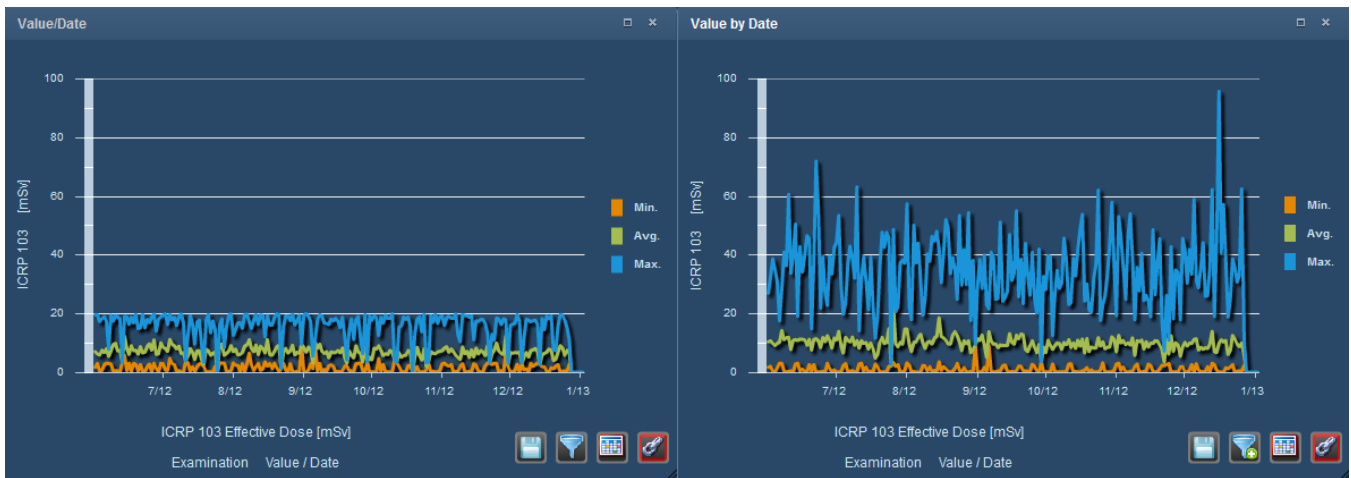 Value/Date
100
80
60
40
20
0
ICRP 103 [mSv]
7/12 8/12 9/12 10/12 11/12 12/12 1/13
Min.
Avg.
Max.
ICRP 103 Effective Dose [mSv]
Examination Value / Date
Value by Date
100
80
60
40
20
0
ICRP 103 [mSv]
7/12 8/12 9/12 10/12 11/12 12/12 1/13
Min.
Avg.
Max.
ICRP 103 Effective Dose [mSv]
Examination Value / Date